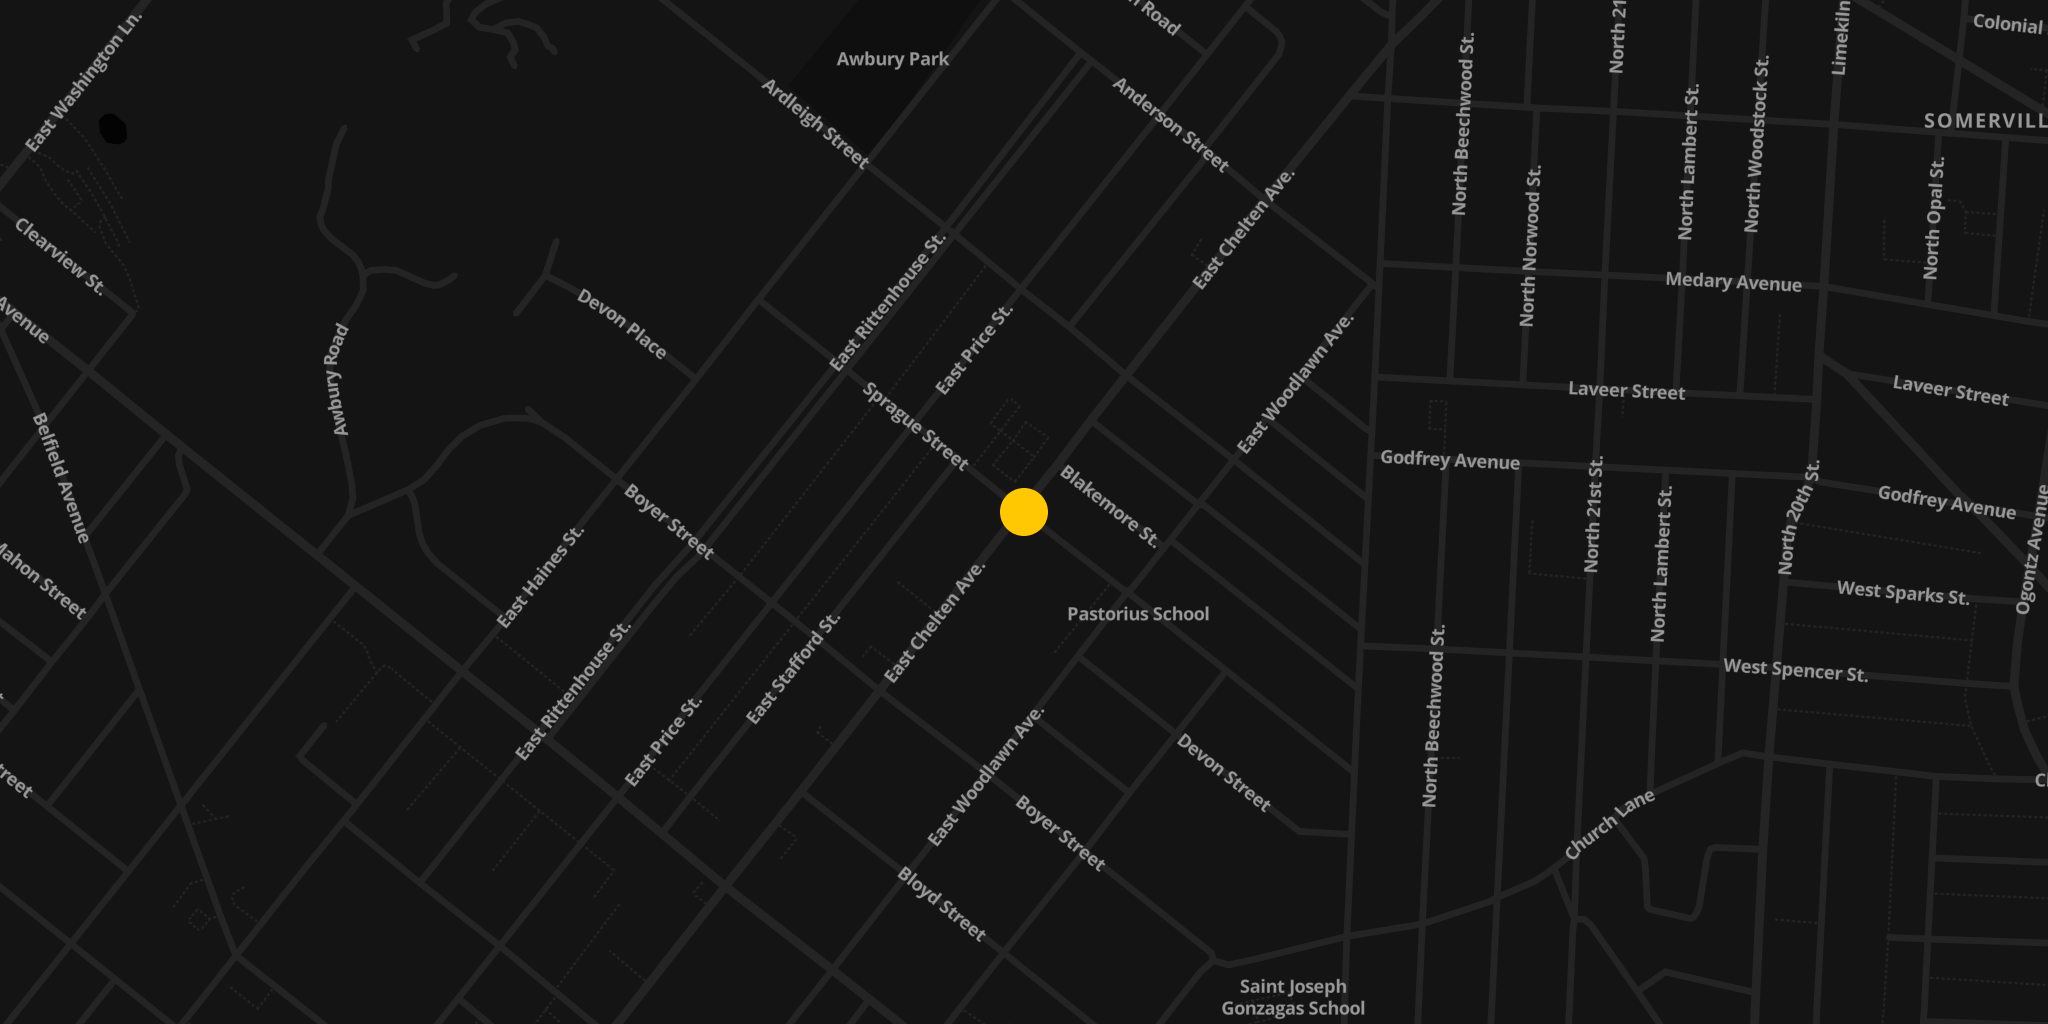 East Washington Ln.
Awbury Park
Road
North 21
Limekiln
Colonial
Ardleigh Street
Anderson Street
North Beechwood St.
North Lambert St.
North Woodstock St.
SOMERVILL
North Opal St.
North Norwood St.
East Chelten Ave.
Clearview St.
Avenue
East Rittenhouse St.
Devon Place
East Price St.
Medary Avenue
East Woodlawn Ave.
Awbury Road
Laveer Street
Laveer Street
Sprague Street
Belfield Avenue
Godfrey Avenue
Godfrey Avenue
Blakemore St.
Boyer Street
North 21st St.
North Lambert St.
North 20th St.
Ogontz Avenue
East Haines St.
Mahon Street
East Chelten Ave.
West Sparks St.
Pastorius School
East Stafford St.
East Rittenhouse St.
North Beechwood St.
West Spencer St.
East Price St.
East Woodlawn Ave.
Devon Street
reet
Boyer Street
Church Lane
Bloyd Street
Saint Joseph
Gonzagas School